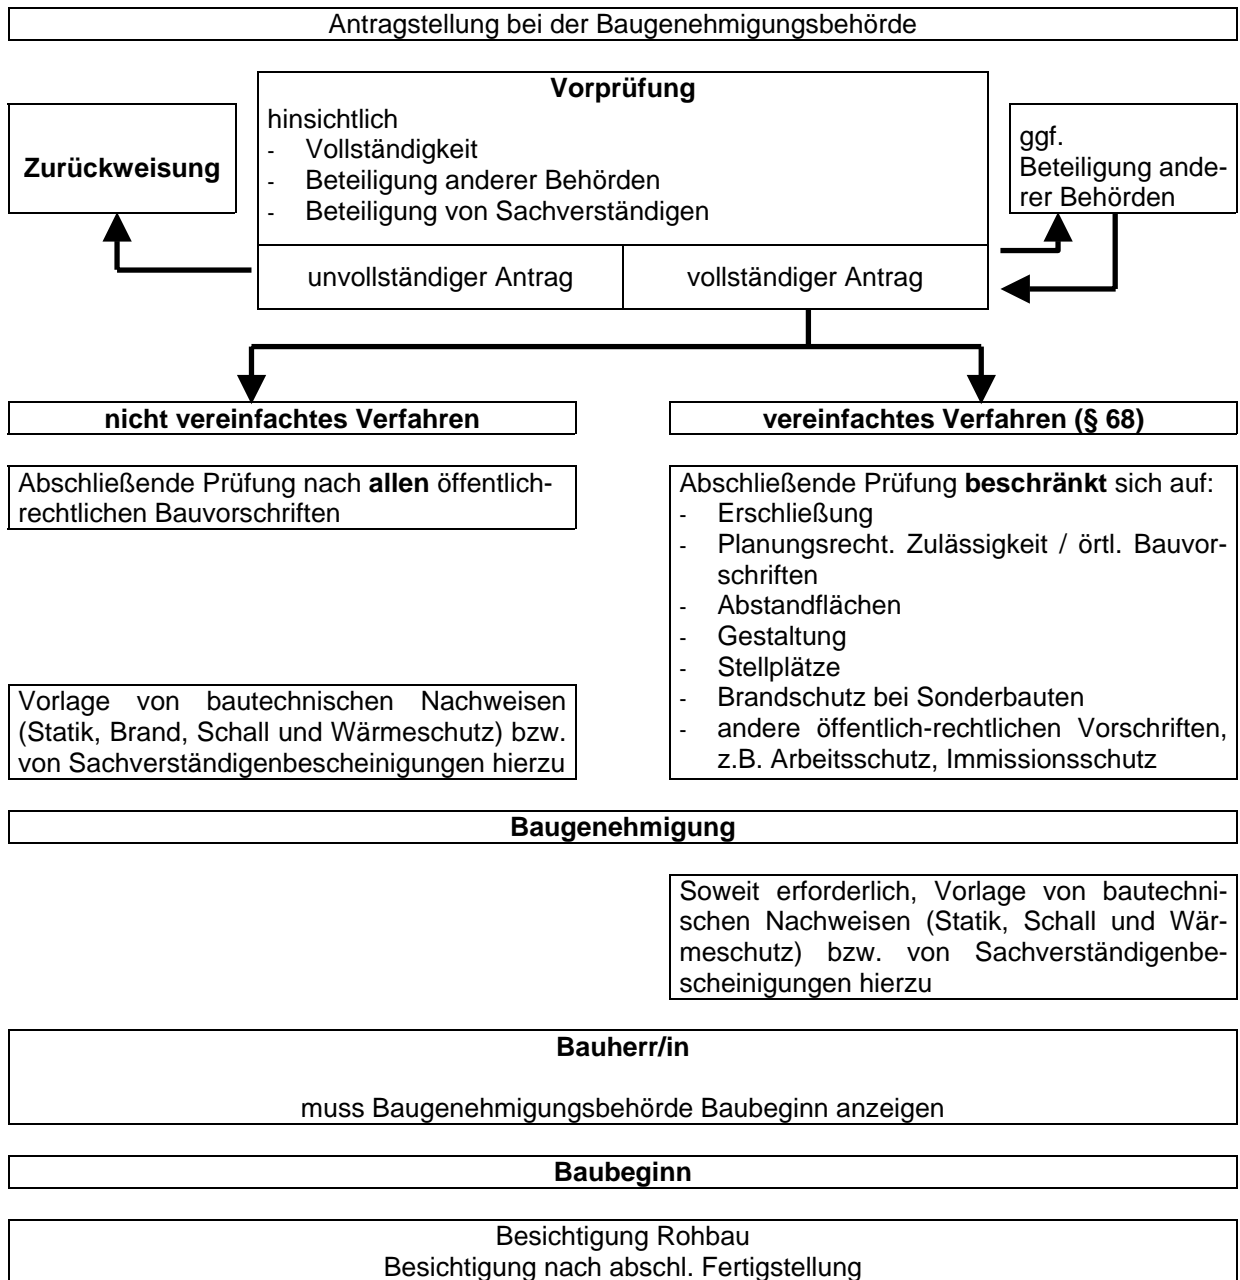 Antragstellung bei der Baugenehmigungsbehörde
Vorprüfung
hinsichtlich
- Vollständigkeit
- Beteiligung anderer Behörden
- Beteiligung von Sachverständigen
Zurückweisung
ggf.
Beteiligung ande-
rer Behörden
unvollständiger Antrag
vollständiger Antrag
nicht vereinfachtes Verfahren
Abschließende Prüfung nach allen öffentlich-
rechtlichen Bauvorschriften
Vorlage von bautechnischen Nachweisen
(Statik, Brand, Schall und Wärmeschutz) bzw.
von Sachverständigenbescheinigungen hierzu
vereinfachtes Verfahren (§ 68)
Abschließende Prüfung beschränkt sich auf:
- Erschließung
- Planungsrecht. Zulässigkeit / örtl. Bauvor-
schriften
- Abstandflächen
- Gestaltung
- Stellplätze
- Brandschutz bei Sonderbauten
- andere öffentlich-rechtlichen Vorschriften,
z.B. Arbeitsschutz, Immissionsschutz
Baugenehmigung
Soweit erforderlich, Vorlage von bautechni-
schen Nachweisen (Statik, Schall und Wär-
meschutz) bzw. von Sachverständigenbe-
scheinigungen hierzu
Bauherr/in
muss Baugenehmigungsbehörde Baubeginn anzeigen
Baubeginn
Besichtigung Rohbau
Besichtigung nach abschl. Fertigstellung